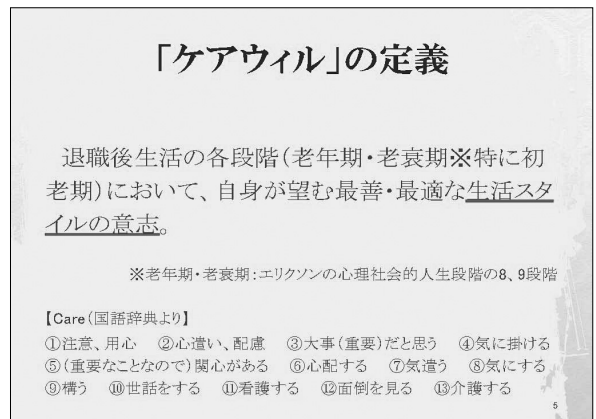 「ケアウィル」の定義
退職後生活の各段階（老年期・老衰期※特に初
老期）において、自身が望む最善・最適な生活スタ
イルの意志。
※老年期・老衰期：エリクソンの心理社会的人生段階の8、9段階
【Care（国語辞典より】
①注意、用心　②心遣い、配慮　③大事（重要）だと思う　④気に掛ける
⑤（重要なことなので）関心がある　⑥心配する　⑦気遣う　⑧気にする
⑨構う　⑩世話をする　⑪看護する　⑫面倒を見る　⑬介護する
5